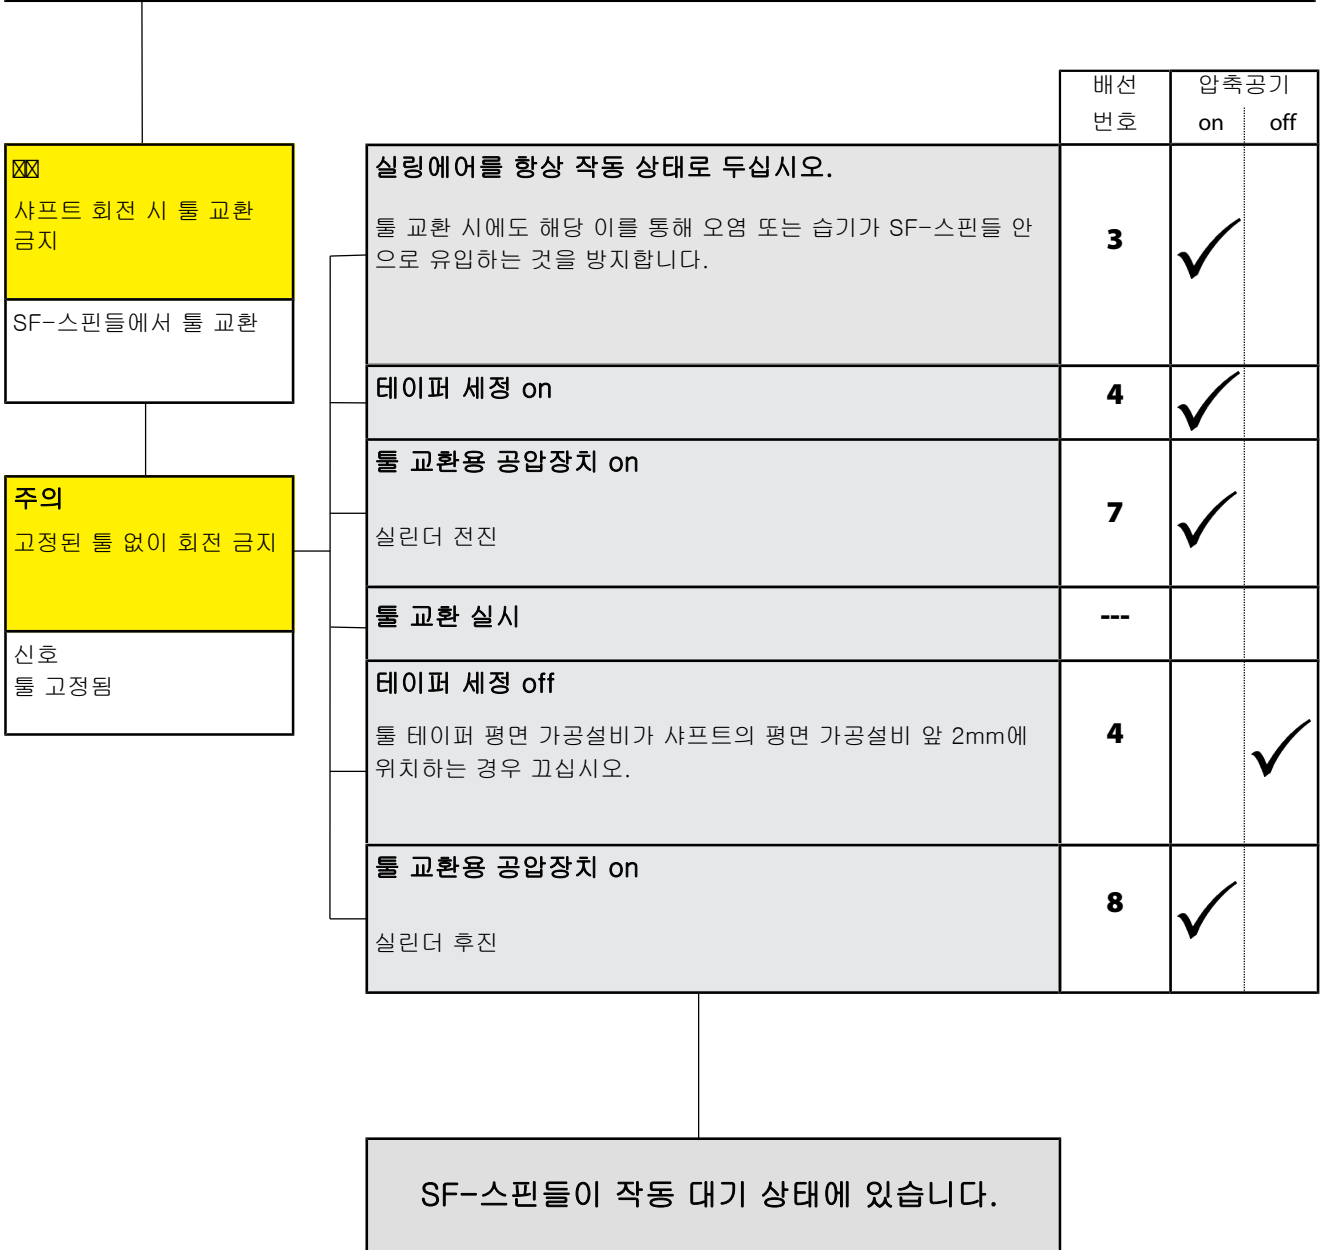 배선
압축공기
번호
on
off
샤프트 회전 시 툴 교환
금지
SF-스핀들에서 툴 교환
주의
고정된 툴 없이 회전 금지
신호
툴 고정됨
실링에어를 항상 작동 상태로 두십시오.
툴 교환 시에도 해당 이를 통해 오염 또는 습기가 SF-스핀들 안
으로 유입하는 것을 방지합니다.
3
테이퍼 세정 on
4
툴 교환용 공압장치 on
실린더 전진
7
툴 교환 실시
---
테이퍼 세정 off
툴 테이퍼 평면 가공설비가 샤프트의 평면 가공설비 앞 2mm에
위치하는 경우 끄십시오.
4
툴 교환용 공압장치 on
실린더 후진
8
SF-스핀들이 작동 대기 상태에 있습니다.